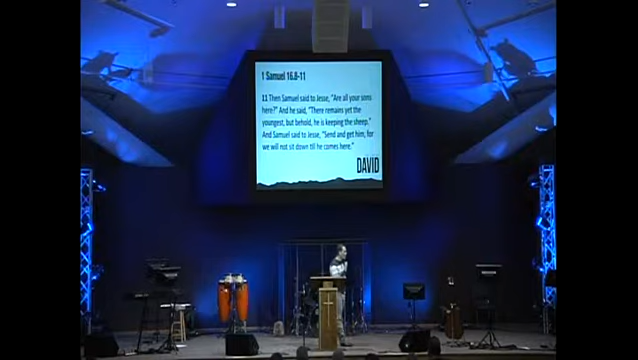 1 Samuel 16.8-11
11 Then Samuel said to Jesse, "Are all your sons
here?" And he said, "There remains yet the
youngest, but behold, he is keeping the sheep."
And Samuel said to Jesse, "Send and get him, for
we will not sit down till he comes here."
DAVID